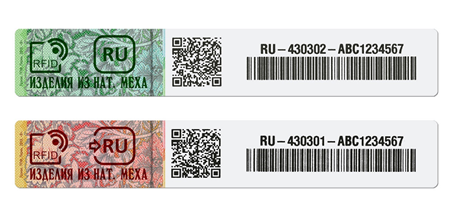 RFID
RU
ИЗДЕЛИЯ ИЗ НАТ. МЕХА
RU-430302-ABC1234567
RFID
RU
ИЗДЕЛИЯ ИЗ НАТ. МЕХА
RU-430301-ABC1234567